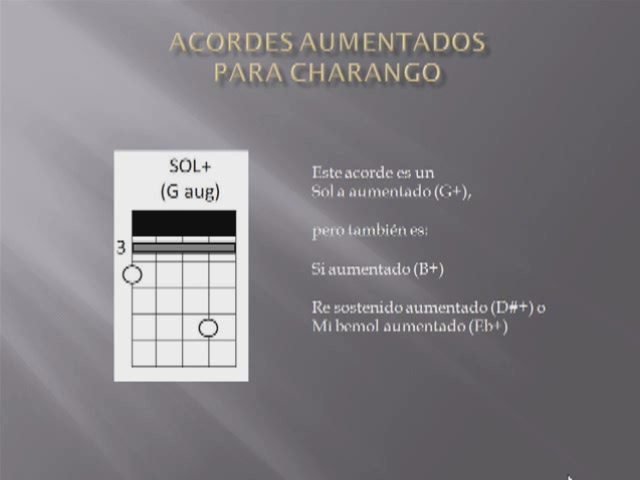 ACORDES AUMENTADOS
PARA CHARANGO
SOL+
(G aug)
3
Este acorde es un
Sol a aumentado (G+),
pero también es:
Si aumentado (B+)
Re sostenido aumentado (D#+) o
Mi bemol aumentado (Eb+)